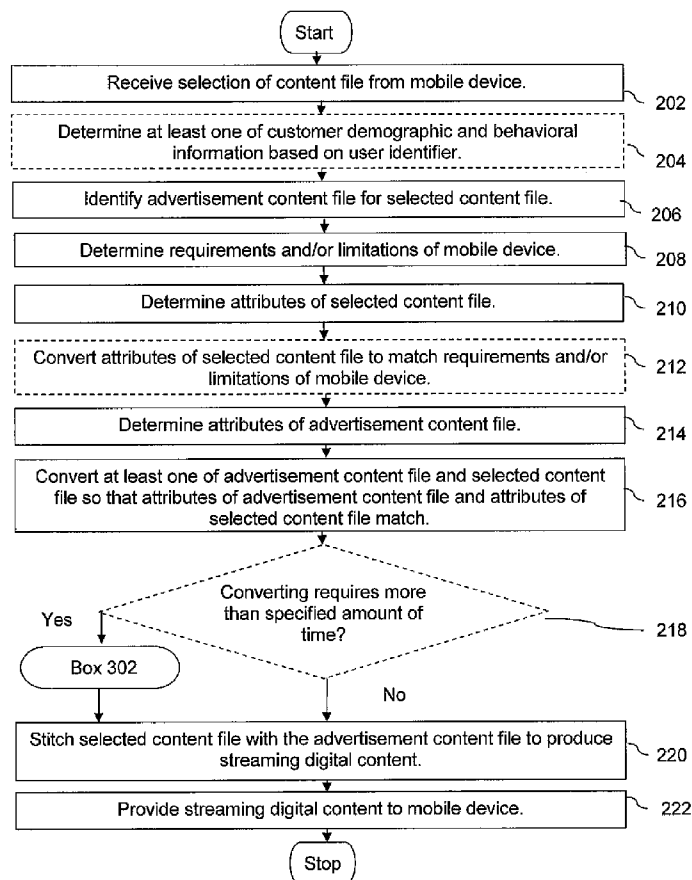 Start
Receive selection of content file from mobile device.
202
Determine at least one of customer demographic and behavioral
information based on user identifier.
204
Identify advertisement content file for selected content file.
206
Determine requirements and/or limitations of mobile device.
208
Determine attributes of selected content file.
210
Convert attributes of selected content file to match requirements and/or
limitations of mobile device.
212
Determine attributes of advertisement content file.
214
Convert at least one of advertisement content file and selected content
file so that attributes of advertisement content file and attributes of
selected content file match.
216
Converting requires more
than specified amount of
time?
218
Yes
Box 302
No
Stitch selected content file with the advertisement content file to produce
streaming digital content.
220
Provide streaming digital content to mobile device.
222
Stop